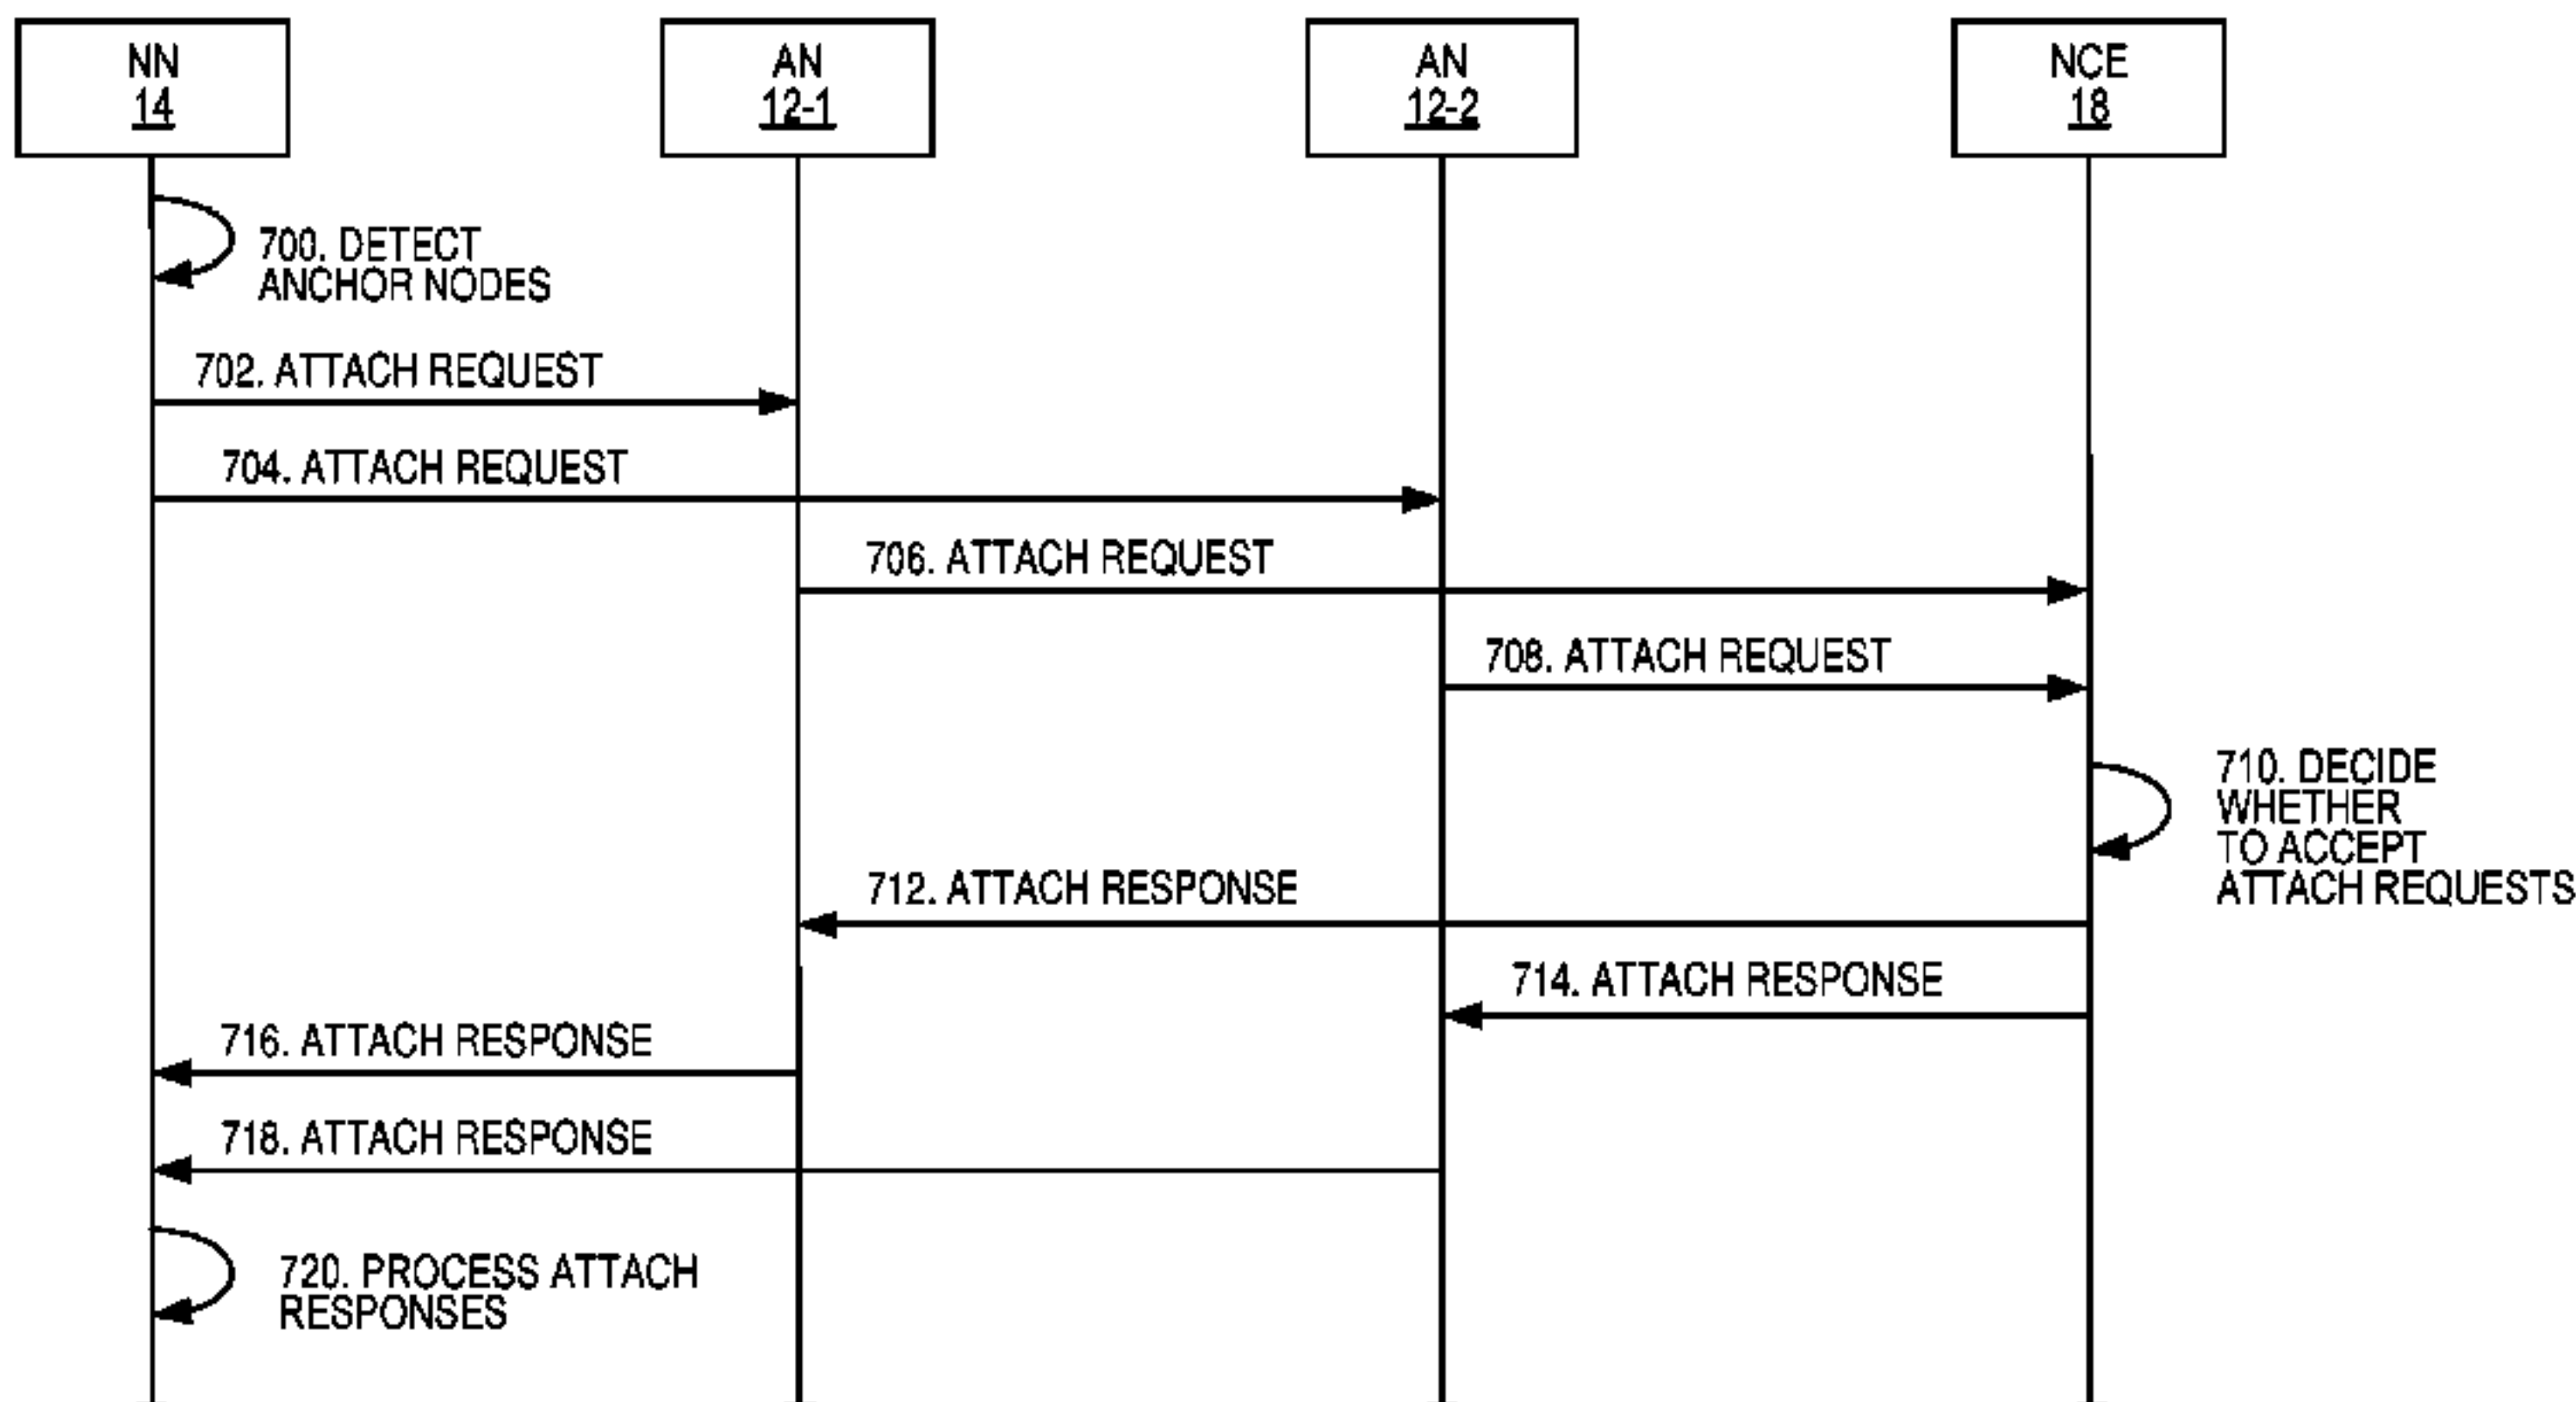 NN
14
AN
12-1
AN
12-2
NCE
18
700. DETECT
ANCHOR NODES
702. ATTACH REQUEST
704. ATTACH REQUEST
706. ATTACH REQUEST
708. ATTACH REQUEST
710. DECIDE
WHETHER
TO ACCEPT
ATTACH REQUESTS
712. ATTACH RESPONSE
714. ATTACH RESPONSE
716. ATTACH RESPONSE
718. ATTACH RESPONSE
720. PROCESS ATTACH
RESPONSES